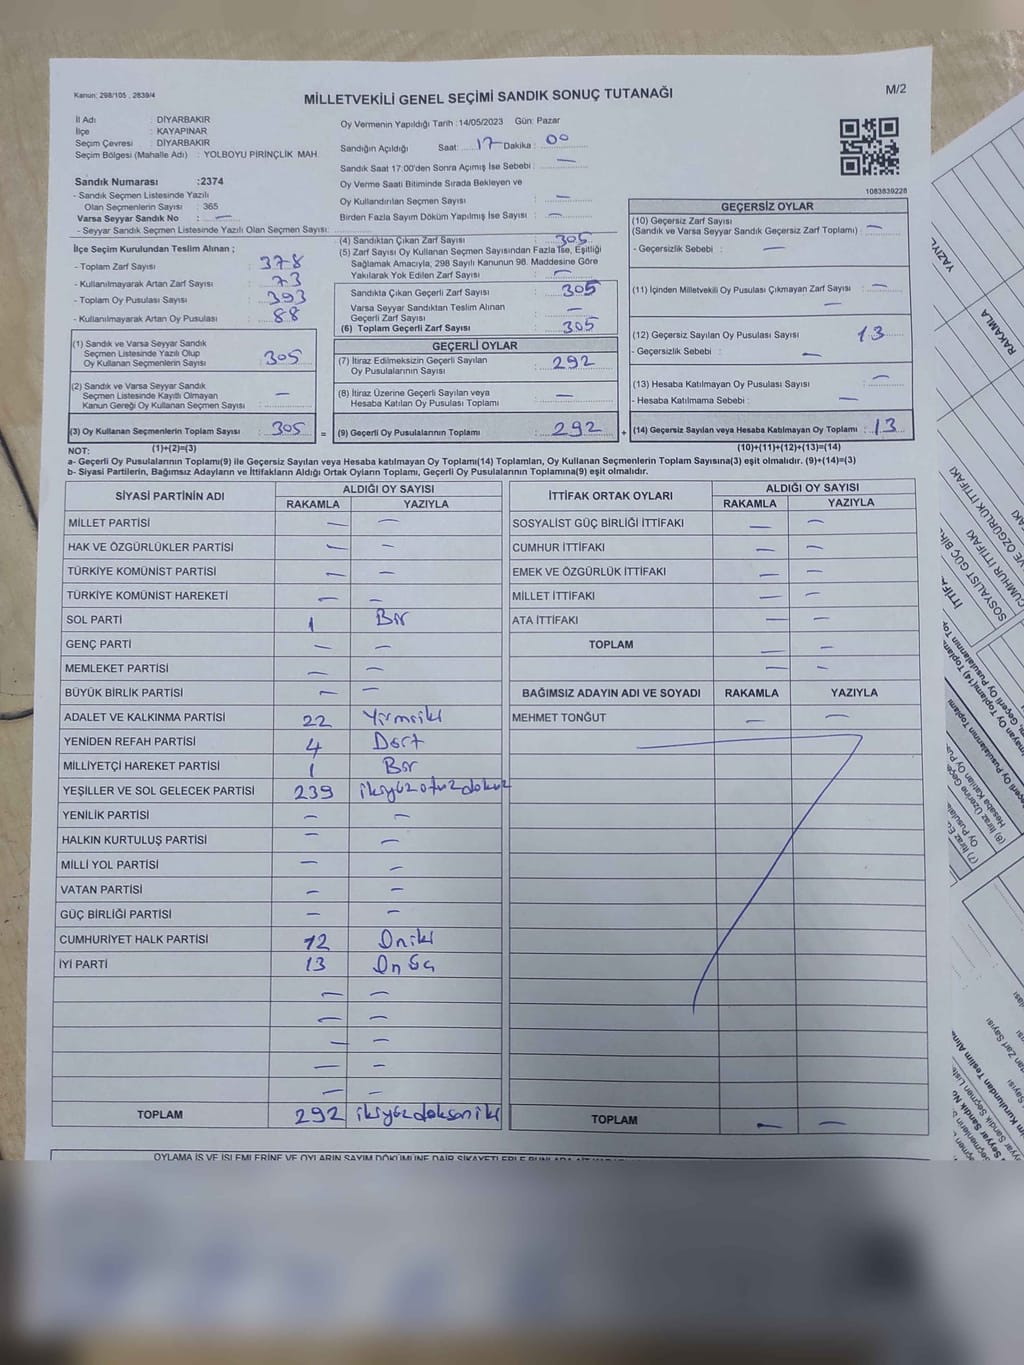 Kanun: 298/105 . 2839/4
MİLLETVEKİLİ GENEL SEÇİMİ SANDIK SONUÇ TUTANAĞI
M/2
İl Adı : DİYARBAKIR
İlçe : KAYAPINAR
Seçim Çevresi : DİYARBAKIR
Seçim Bölgesi (Mahalle Adı) : YOLBOYU PİRİNÇLİK MAH.
Sandık Numarası :2374
- Sandık Seçmen Listesinde Yazılı
Olan Seçmenlerin Sayısı : 365
Varsa Seyyar Sandık No : —
- Seyyar Sandık Seçmen Listesinde Yazılı Olan Seçmen Sayısı:
Oy Vermenin Yapıldığı Tarih :14/05/2023 Gün: Pazar
Sandığın Açıldığı Saat: 17 Dakika : 00
Sandık Saat 17:00'den Sonra Açımış İse Sebebi : —
Oy Verme Saati Bitiminde Sırada Bekleyen ve
Oy Kullandırılan Seçmen Sayısı : —
Birden Fazla Sayım Döküm Yapılmış İse Sayısı : —
1083839228
İlçe Seçim Kurulundan Teslim Alınan ;
- Toplam Zarf Sayısı : 378
- Kullanılmayarak Artan Zarf Sayısı : 73
- Toplam Oy Pusulası Sayısı : 393
- Kullanılmayarak Artan Oy Pusulası : 88
(1) Sandık ve Varsa Seyyar Sandık
Seçmen Listesinde Yazılı Olup
Oy Kullanan Seçmenlerin Sayısı : 305
(2) Sandık ve Varsa Seyyar Sandık
Seçmen Listesinde Kayıtlı Olmayan
Kanun Gereği Oy Kullanan Seçmen Sayısı : —
(3) Oy Kullanan Seçmenlerin Toplam Sayısı : 305
(1)+(2)=(3)
(4) Sandıktan Çıkan Zarf Sayısı : 305
(5) Zarf Sayısı Oy Kullanan Seçmen Sayısından Fazla İse, Eşitliği
Sağlamak Amacıyla, 298 Sayılı Kanunun 98. Maddesine Göre
Yakılarak Yok Edilen Zarf Sayısı : —
Sandıkta Çıkan Geçerli Zarf Sayısı : 305
Varsa Seyyar Sandıktan Teslim Alınan
Geçerli Zarf Sayısı : —
(6) Toplam Geçerli Zarf Sayısı : 305
GEÇERLİ OYLAR
(7) İtiraz Edilmeksizin Geçerli Sayılan
Oy Pusulalarının Sayısı : 292
(8) İtiraz Üzerine Geçerli Sayılan veya
Hesaba Katılan Oy Pusulası Toplamı : —
= (9) Geçerli Oy Pusulalarının Toplamı : 292 +
GEÇERSİZ OYLAR
(10) Geçersiz Zarf Sayısı
(Sandık ve Varsa Seyyar Sandık Geçersiz Zarf Toplamı) : —
- Geçersizlik Sebebi : —
(11) İçinden Milletvekili Oy Pusulası Çıkmayan Zarf Sayısı : —
—
(12) Geçersiz Sayılan Oy Pusulası Sayısı : 13
- Geçersizlik Sebebi : —
(13) Hesaba Katılmayan Oy Pusulası Sayısı : —
- Hesaba Katılmama Sebebi : —
(14) Geçersiz Sayılan veya Hesaba Katılmayan Oy Toplamı : 13
(10)+(11)+(12)+(13)=(14)
NOT:
a- Geçerli Oy Pusulalarının Toplamı(9) ile Geçersiz Sayılan veya Hesaba katılmayan Oy Toplamı(14) Toplamları, Oy Kullanan Seçmenlerin Toplam Sayısına(3) eşit olmalıdır. (9)+(14)=(3)
b- Siyasi Partilerin, Bağımsız Adayların ve İttifakların Aldığı Ortak Oyların Toplamı, Geçerli Oy Pusulalarının Toplamına(9) eşit olmalıdır.
SİYASİ PARTİNİN ADI ALDIĞI OY SAYISI
RAKAMLA YAZIYLA
MİLLET PARTİSİ — —
HAK VE ÖZGÜRLÜKLER PARTİSİ — —
TÜRKİYE KOMÜNİST PARTİSİ — —
TÜRKİYE KOMÜNİST HAREKETİ — —
SOL PARTİ 1 Bir
GENÇ PARTİ — —
MEMLEKET PARTİSİ — —
BÜYÜK BİRLİK PARTİSİ — —
ADALET VE KALKINMA PARTİSİ 22 Yirmiiki
YENİDEN REFAH PARTİSİ 4 Dört
MİLLİYETÇİ HAREKET PARTİSİ 1 Bir
YEŞİLLER VE SOL GELECEK PARTİSİ 239 ikiyüzotuzdokuz
YENİLİK PARTİSİ — —
HALKIN KURTULUŞ PARTİSİ — —
MİLLİ YOL PARTİSİ — —
VATAN PARTİSİ — —
GÜÇ BİRLİĞİ PARTİSİ — —
CUMHURİYET HALK PARTİSİ 12 Oniki
İYİ PARTİ 13 Onüç
— —
— —
— —
— —
— —
TOPLAM 292 ikiyüzdoksaniki
İTTİFAK ORTAK OYLARI ALDIĞI OY SAYISI
RAKAMLA YAZIYLA
SOSYALİST GÜÇ BİRLİĞİ İTTİFAKI — —
CUMHUR İTTİFAKI — —
EMEK VE ÖZGÜRLÜK İTTİFAKI — —
MİLLET İTTİFAKI — —
ATA İTTİFAKI — —
TOPLAM — —
— —
BAĞIMSIZ ADAYIN ADI VE SOYADI RAKAMLA YAZIYLA
MEHMET TONĞUT — —
TOPLAM — —